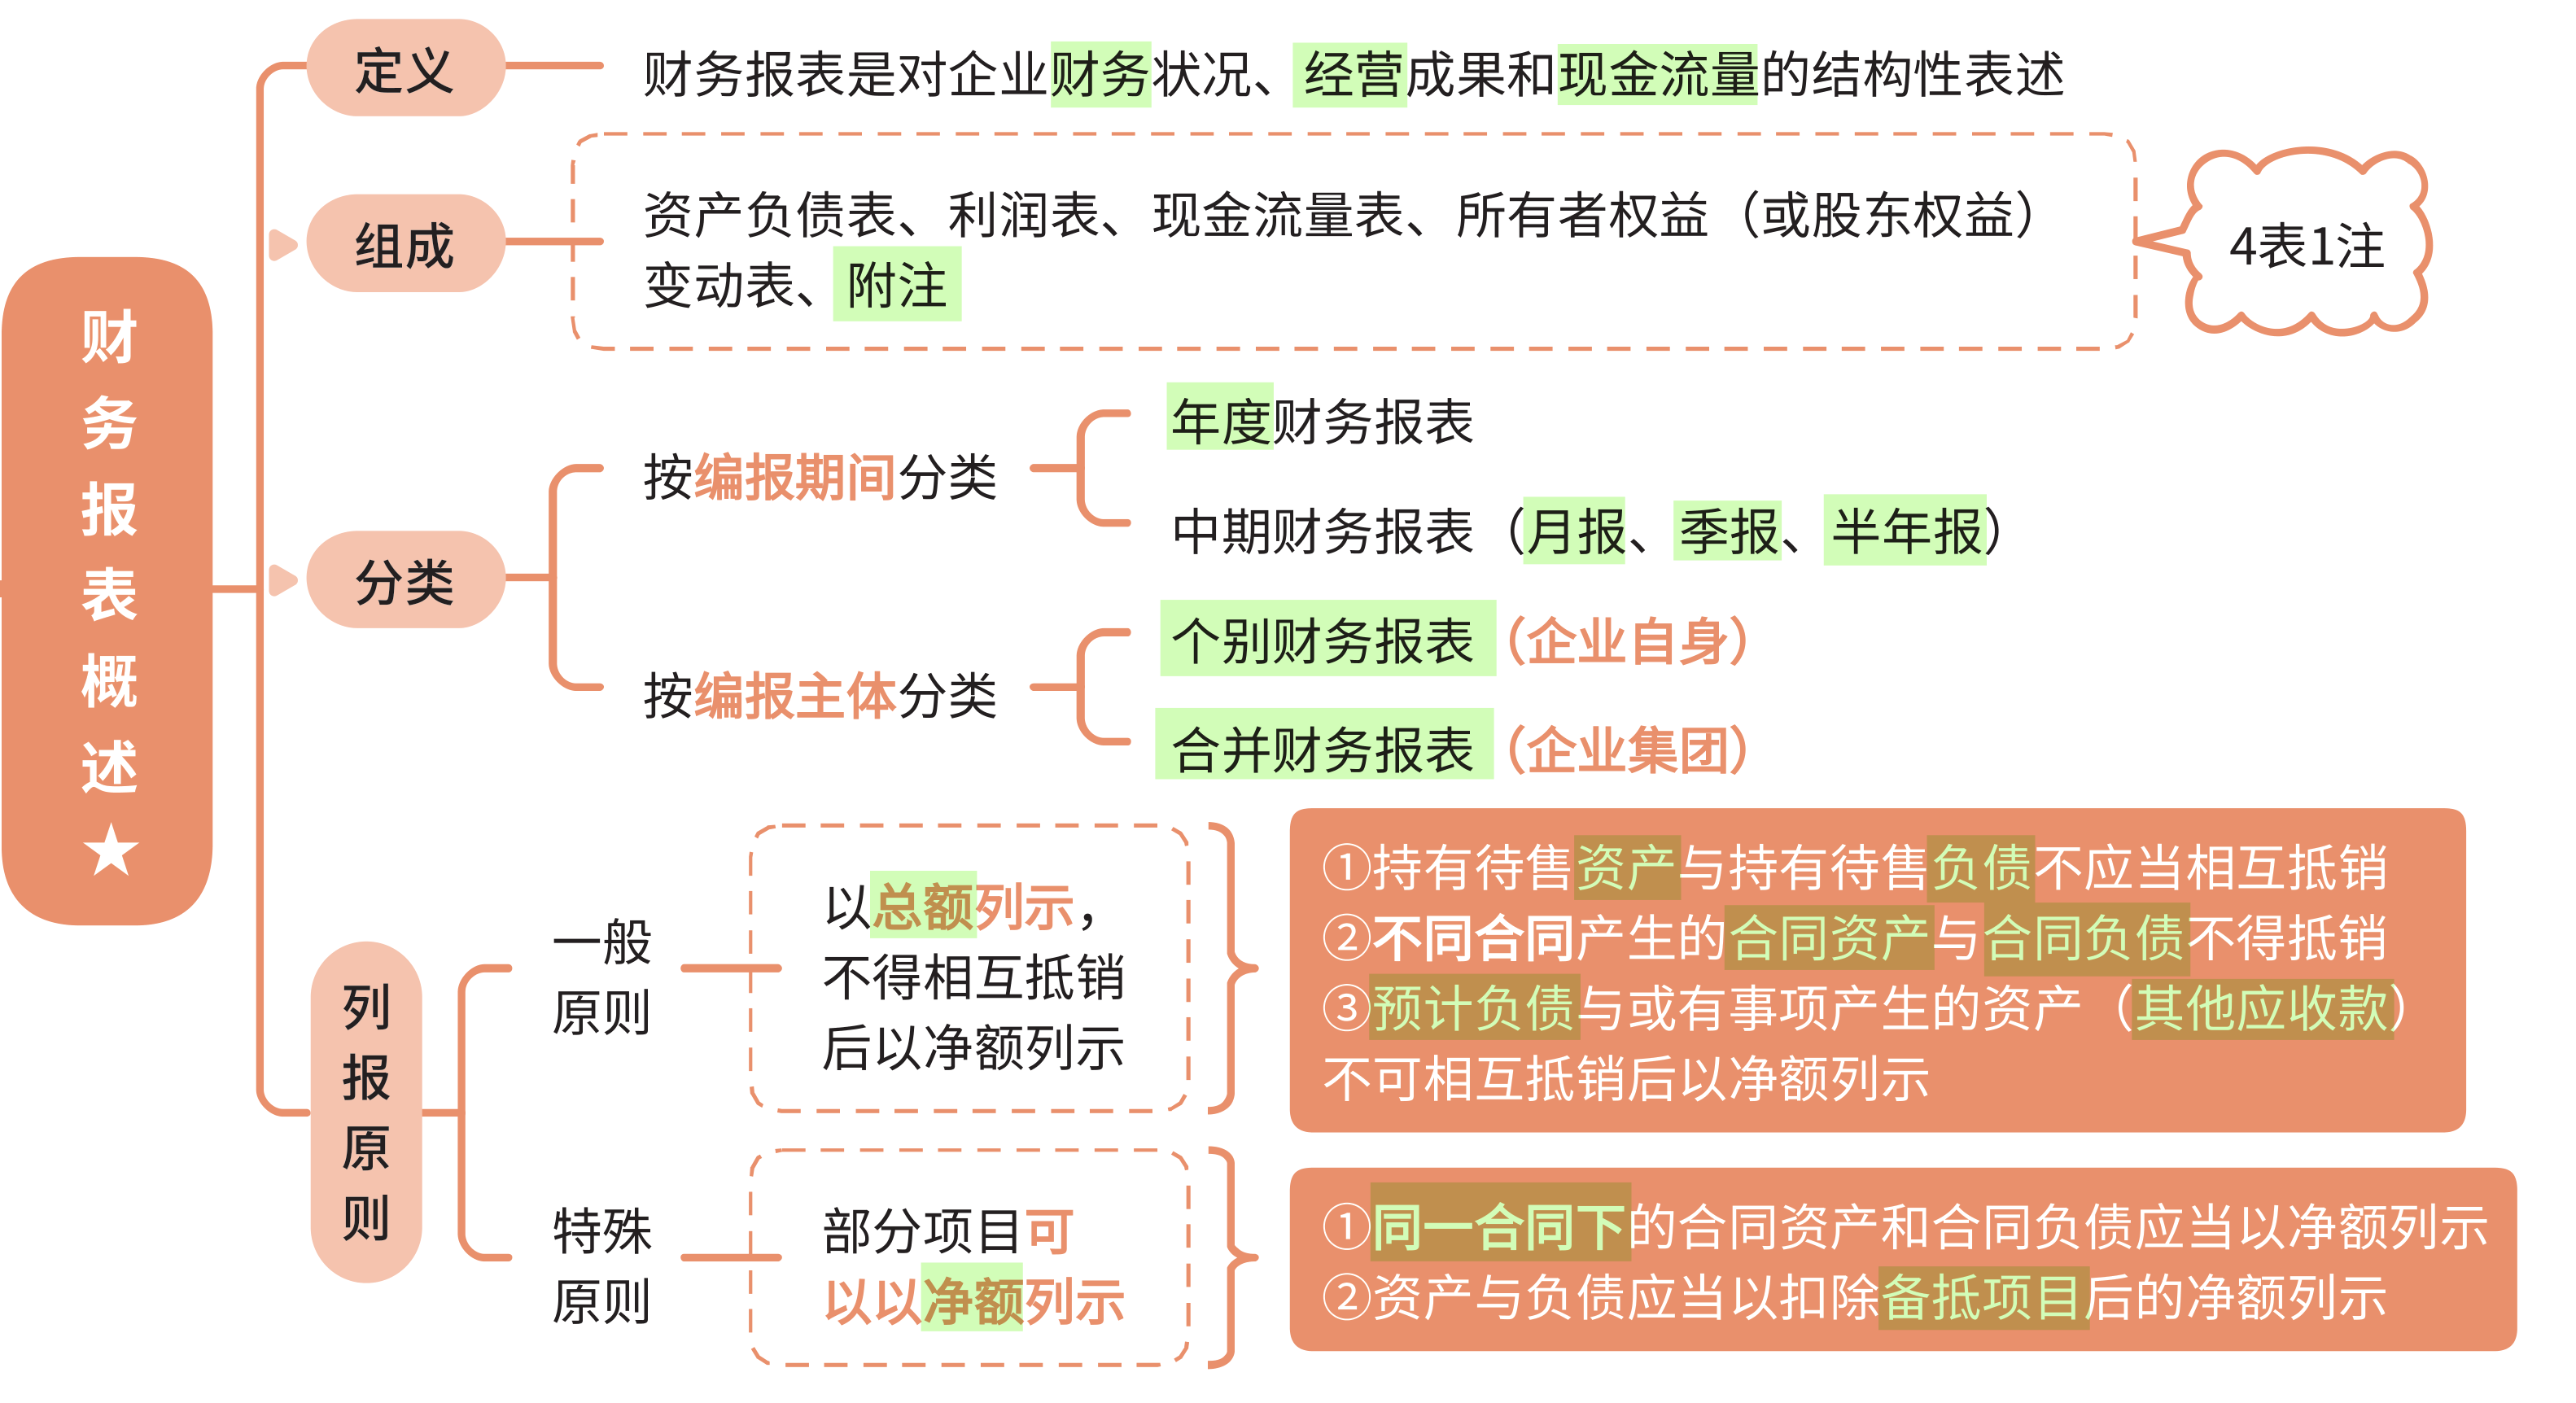 财务报表概述★
定义
财务报表是对企业财务状况、经营成果和现金流量的结构性表述
组成
资产负债表、利润表、现金流量表、所有者权益（或股东权益）
变动表、附注
4表1注
分类
按编报期间分类
年度财务报表
中期财务报表（月报、季报、半年报）
按编报主体分类
个别财务报表（企业自身）
合并财务报表（企业集团）
列报原则
一般
原则
以总额列示，
不得相互抵销
后以净额列示
①持有待售资产与持有待售负债不应当相互抵销
②不同合同产生的合同资产与合同负债不得抵销
③预计负债与或有事项产生的资产（其他应收款）
不可相互抵销后以净额列示
特殊
原则
部分项目可
以以净额列示
①同一合同下的合同资产和合同负债应当以净额列示
②资产与负债应当以扣除备抵项目后的净额列示